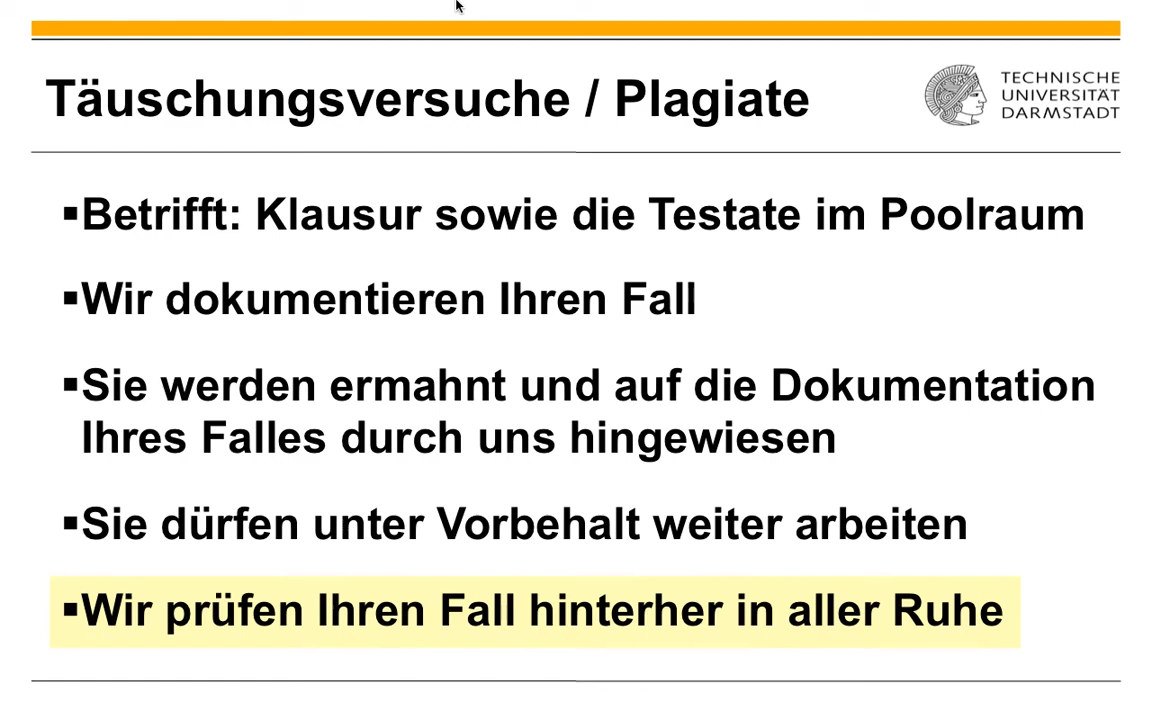 Täuschungsversuche / Plagiate
TECHNISCHE
UNIVERSITÄT
DARMSTADT
▪Betrifft: Klausur sowie die Testate im Poolraum
▪Wir dokumentieren Ihren Fall
▪Sie werden ermahnt und auf die Dokumentation
Ihres Falles durch uns hingewiesen
▪Sie dürfen unter Vorbehalt weiter arbeiten
▪Wir prüfen Ihren Fall hinterher in aller Ruhe